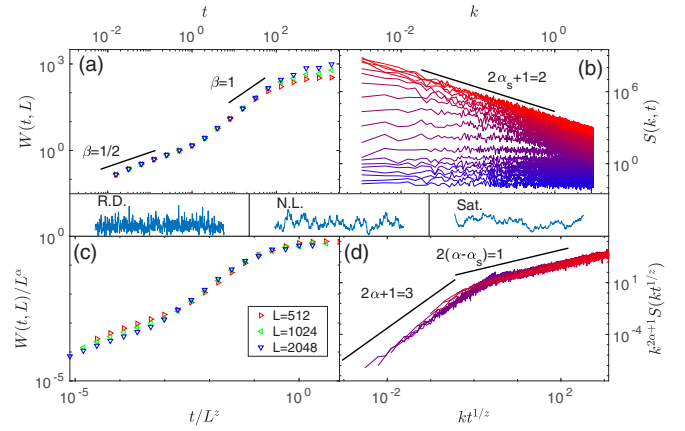 t
k
10^{-2} 10^{0} 10^{2}
10^{-2} 10^{0}
(a)
10^{3}
10^{0}
W(t, L)
β=1
β=1/2
(b)
2α_s+1=2
10^{6}
10^{0}
S(k, t)
R.D.
N.L.
Sat.
(c)
10^{0}
10^{-5}
W(t, L)/L^{α}
L=512
L=1024
L=2048
10^{-5} 10^{0}
t/L^{z}
(d)
2(α-α_s)=1
2α+1=3
10^{1}
10^{-4}
k^{2α+1}S(kt^{1/z})
10^{-2} 10^{0} 10^{2}
kt^{1/z}